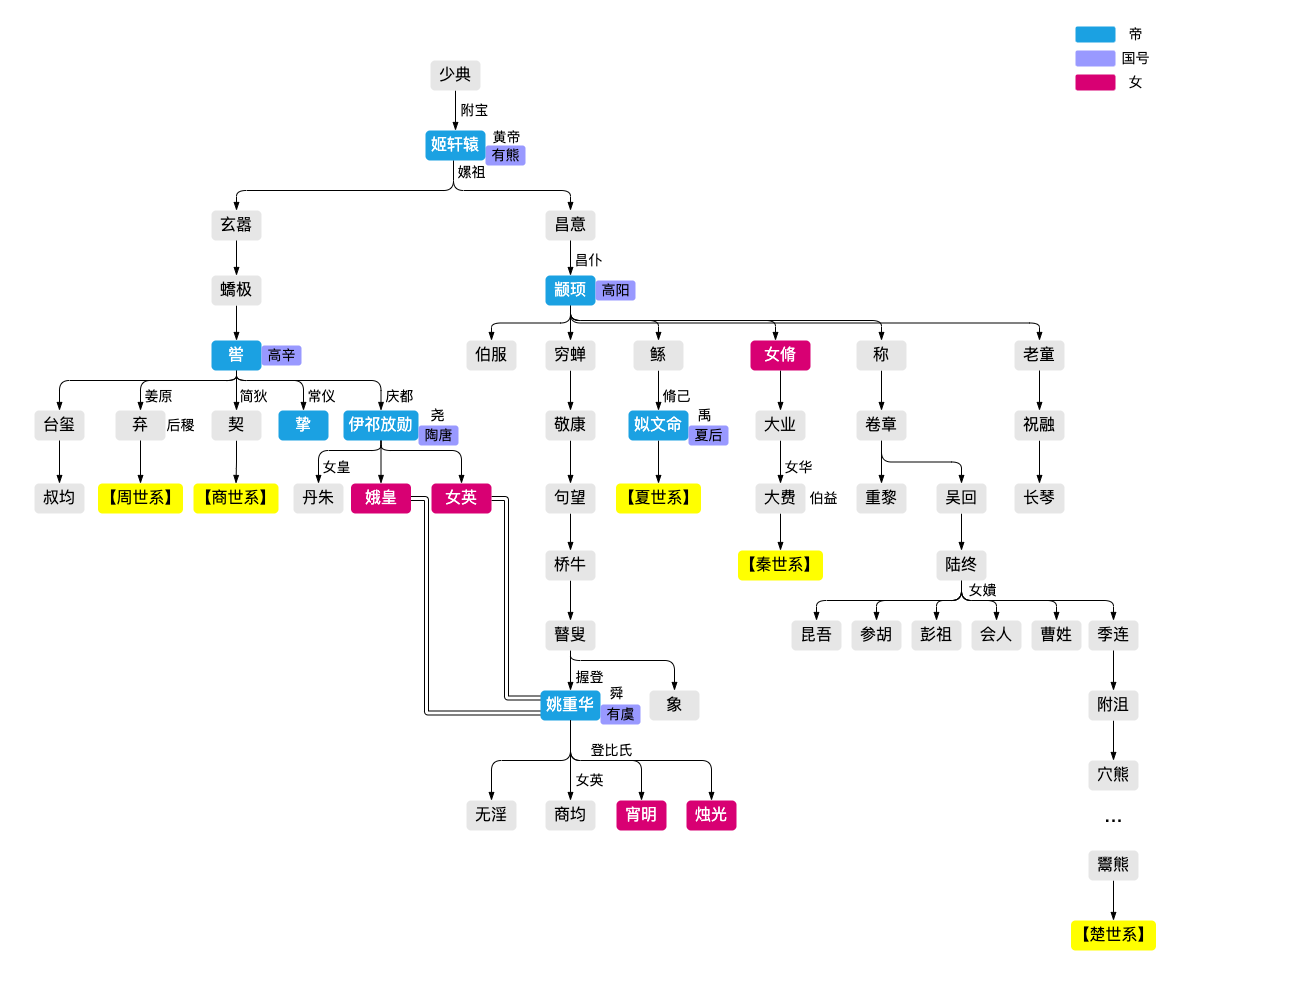 帝
国号
女
少典
附宝
姬轩辕
黄帝
有熊
嫘祖
玄嚣
昌意
昌仆
蟜极
颛顼
高阳
喾
高辛
伯服
穷蝉
鲧
女脩
称
老童
姜原
简狄
常仪
庆都
脩己
台玺
弃
后稷
契
挚
伊祁放勋
尧
陶唐
敬康
姒文命
禹
夏后
大业
卷章
祝融
女皇
女华
叔均
【周世系】
【商世系】
丹朱
娥皇
女英
句望
【夏世系】
大费
伯益
重黎
吴回
长琴
桥牛
【秦世系】
陆终
女嬇
瞽叟
昆吾
参胡
彭祖
会人
曹姓
季连
握登
姚重华
舜
有虞
象
附沮
登比氏
女英
穴熊
无淫
商均
宵明
烛光
...
鬻熊
【楚世系】